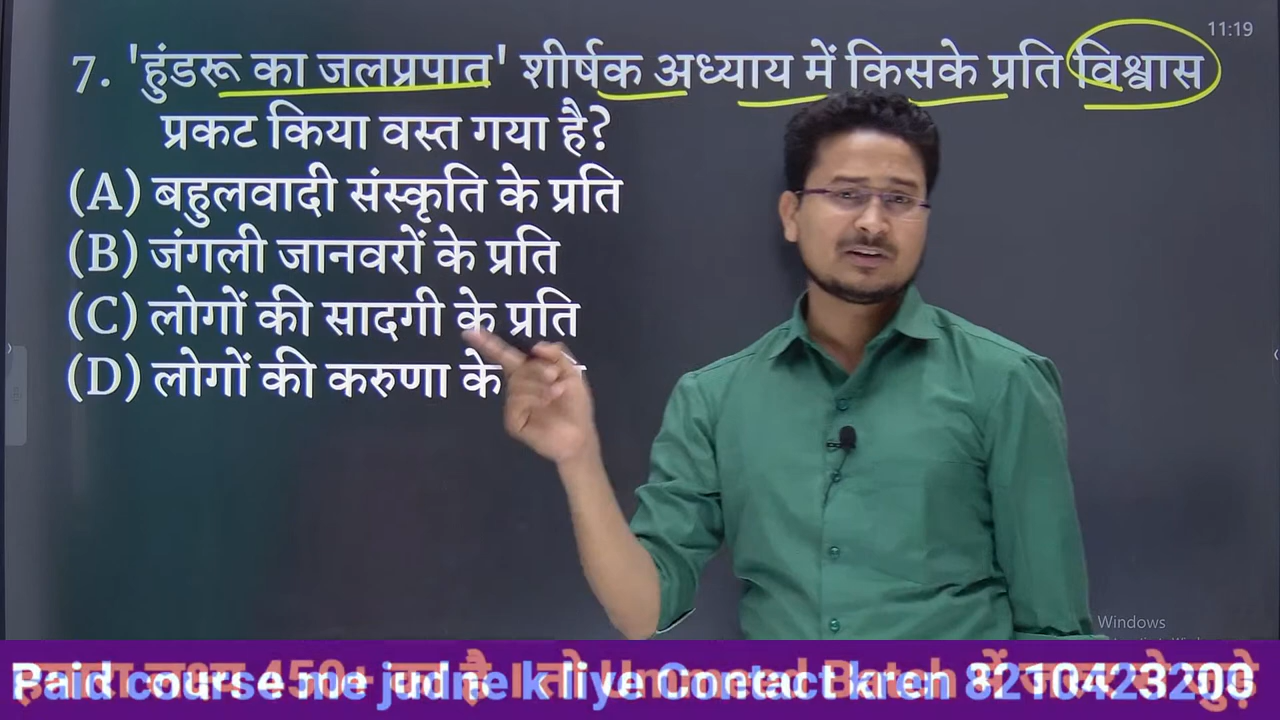 11:19
7. 'हुंडरू का जलप्रपात' शीर्षक अध्याय में किसके प्रति विश्वास
प्रकट किया वस्त गया है?
(A) बहुलवादी संस्कृति के प्रति
(B) जंगली जानवरों के प्रति
(C) लोगों की सादगी के प्रति
(D) लोगों की करुणा के
Windows
Paid course me judne k liye Contact kren 8210423200